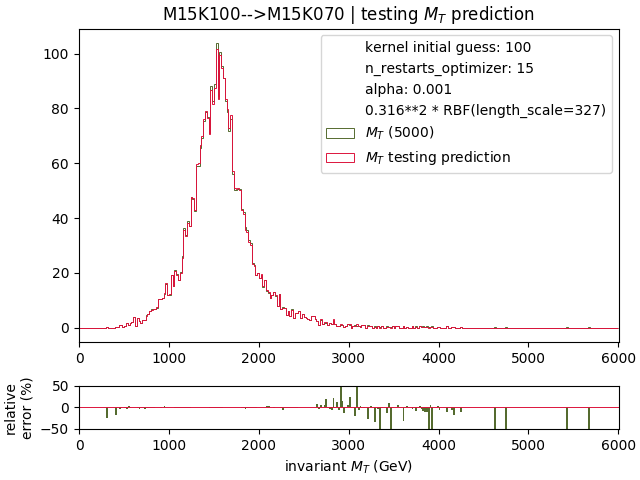 M15K100-->M15K070 | testing M_T prediction
kernel initial guess: 100
n_restarts_optimizer: 15
alpha: 0.001
0.316**2 * RBF(length_scale=327)
M_T (5000)
M_T testing prediction
100
80
60
40
20
0
0 1000 2000 3000 4000 5000 6000
relative
error (%)
50
0
−50
0 1000 2000 3000 4000 5000 6000
invariant M_T (GeV)